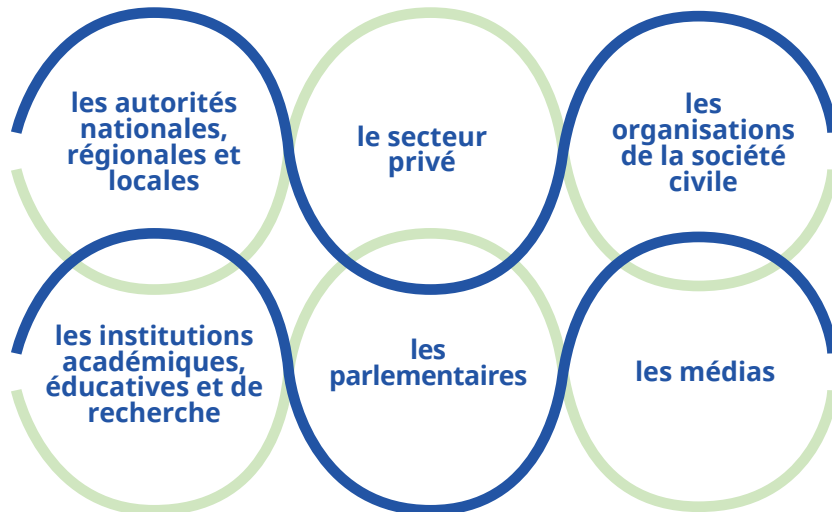 les autorités
nationales,
régionales et
locales
le secteur
privé
les
organisations
de la société
civile
les institutions
académiques,
éducatives et de
recherche
les
parlementaires
les médias